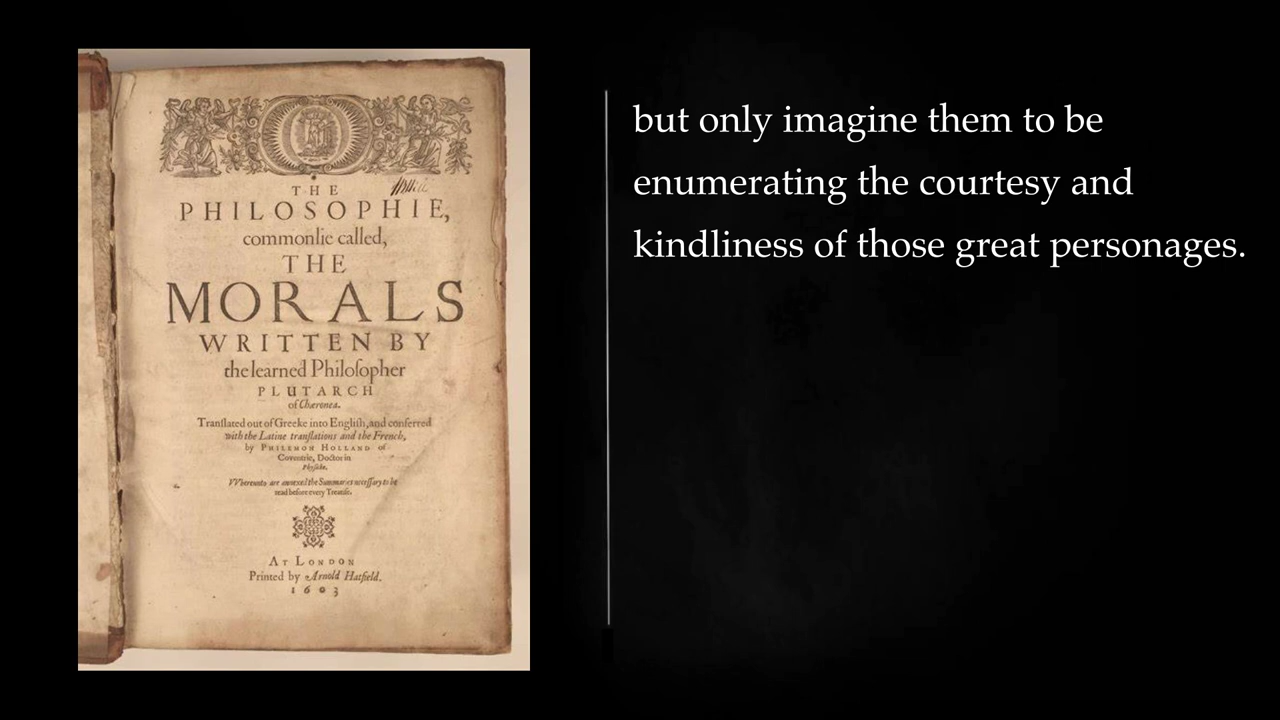 THE
PHILOSOPHIE,
commonlie called,
THE
MORALS
WRITTEN BY
the learned Philoſopher
PLUTARCH
of Chæronea.
Tranſlated out of Greeke into Engliſh, and conferred
with the Latine tranſlations and the French,
by PHILEMON HOLLAND of
Coventrie, Doctor in
Phyſicke.
VVhereunto are annexed the Summaries neceſſary to be
read before every Treatiſe.
AT LONDON
Printed by Arnold Hatfield.
1603
but only imagine them to be
enumerating the courtesy and
kindliness of those great personages.